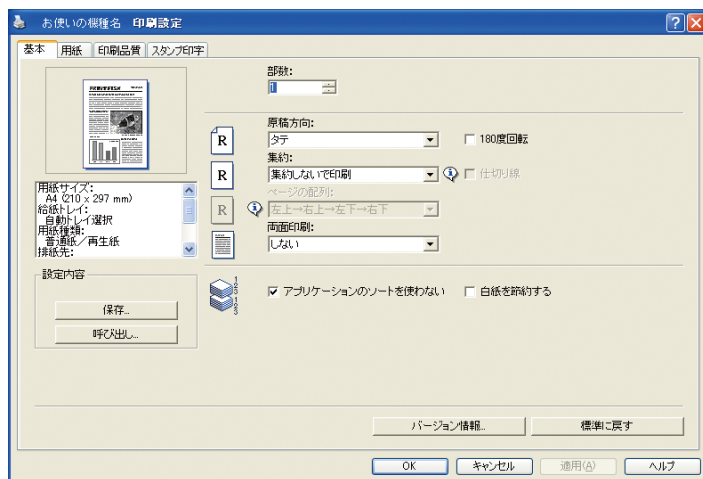 お使いの機種名 印刷設定
基本 用紙 印刷品質 スタンプ印字
部数:
1
原稿方向:
タテ
180度回転
集約:
集約しないで印刷
仕切り線
ページの配列:
左上→右上→左下→右下
両面印刷:
しない
用紙サイズ:
A4 (210 x 297 mm)
給紙トレイ:
自動トレイ選択
用紙種類:
普通紙/再生紙
排紙先:
設定内容
保存...
呼び出し...
アプリケーションのソートを使わない
白紙を節約する
バージョン情報...
標準に戻す
OK
キャンセル
適用(A)
ヘルプ
R
R
R
1
2
3
1
2
3